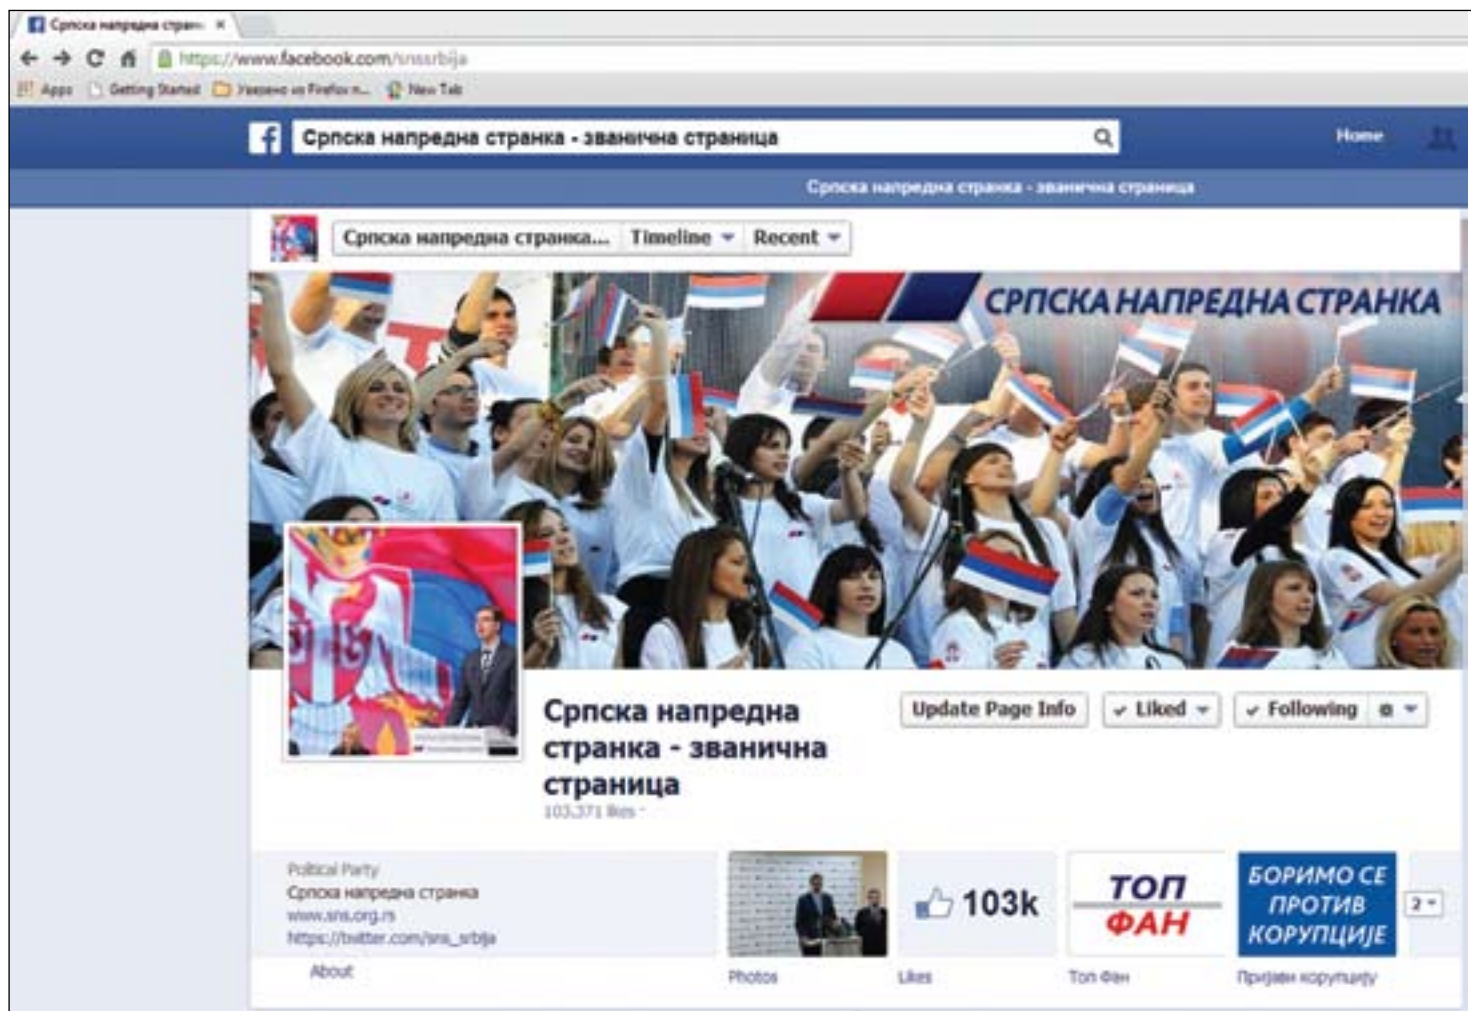 Српска напредна стран
https://www.facebook.com/snssrbija
Apps Getting Started Увезено из Firefox п... New Tab
Српска напредна странка - званична страница
Home
Српска напредна странка - званична страница
Српска напредна странка... Timeline Recent
СРПСКА НАПРЕДНА СТРАНКА
Српска напредна
странка - званична
страница
Update Page Info Liked Following
103,371 likes
Political Party
Српска напредна странка
www.sns.org.rs
https://twitter.com/sns_srbija
About
Photos
103k
Likes
ТОП
ФАН
Топ Фан
БОРИМО СЕ
ПРОТИВ
КОРУПЦИЈЕ
Пријави корупцију
2